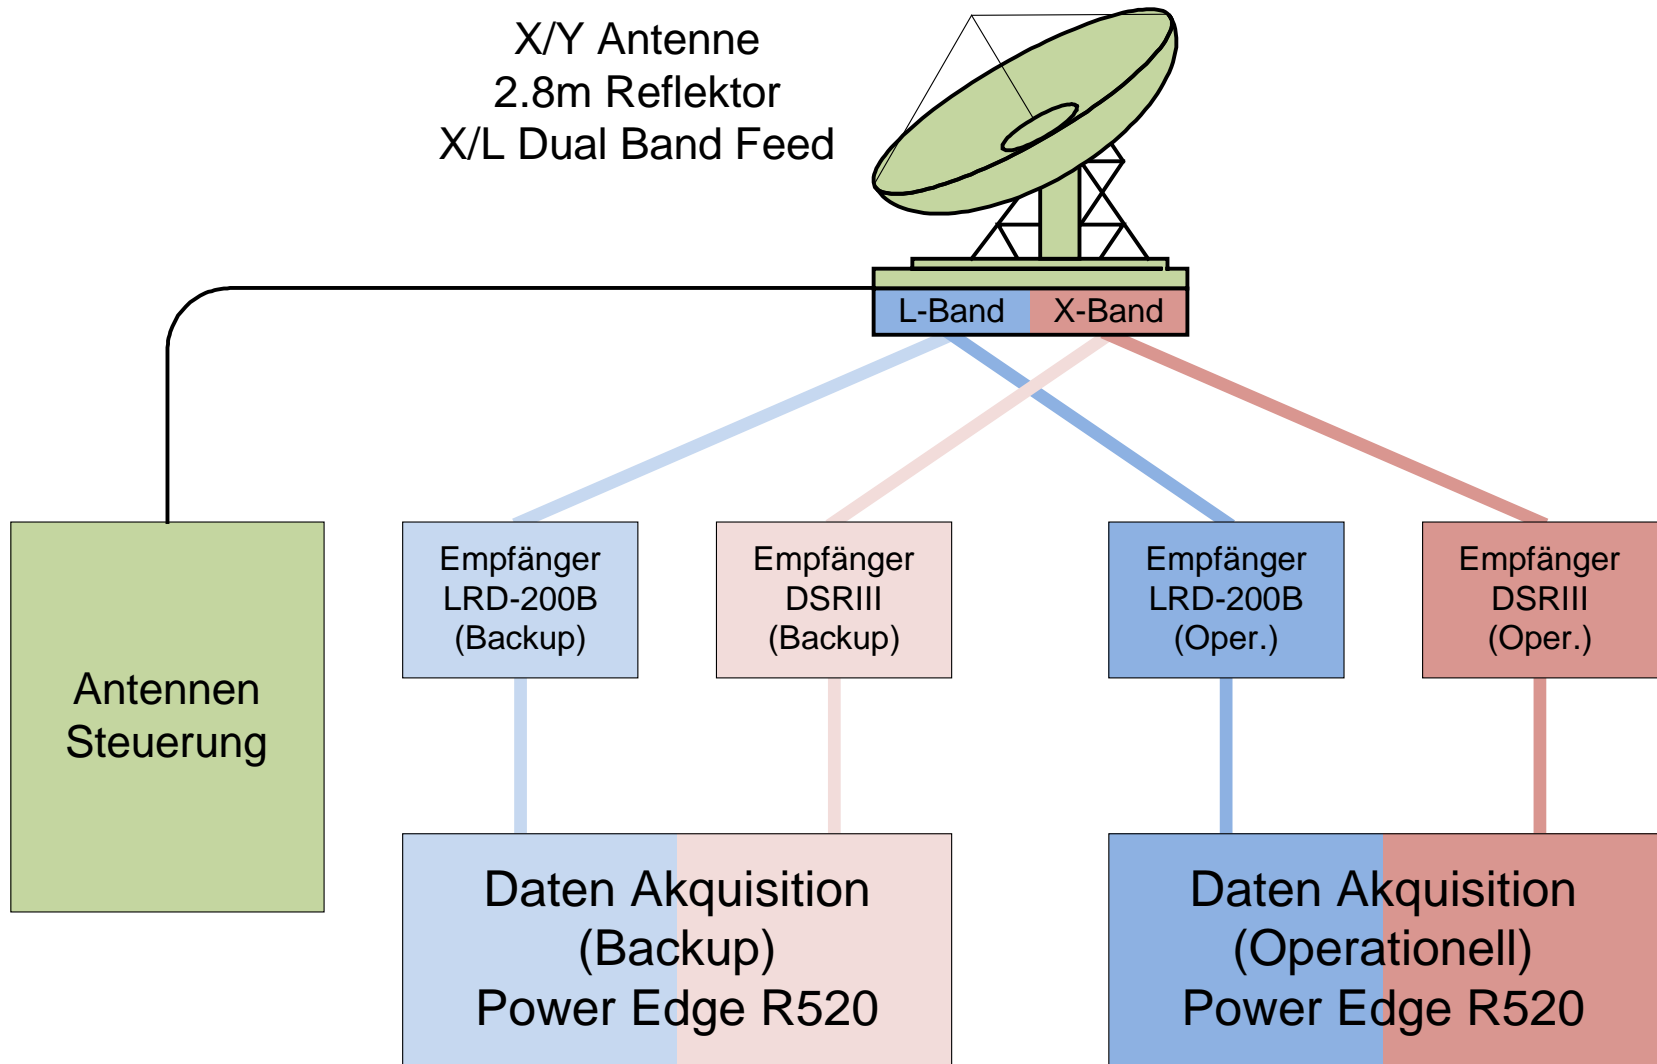 X/Y Antenne
2.8m Reflektor
X/L Dual Band Feed
L-Band
X-Band
Empfänger
LRD-200B
(Backup)
Empfänger
DSRIII
(Backup)
Empfänger
LRD-200B
(Oper.)
Empfänger
DSRIII
(Oper.)
Antennen
Steuerung
Daten Akquisition
(Backup)
Power Edge R520
Daten Akquisition
(Operationell)
Power Edge R520